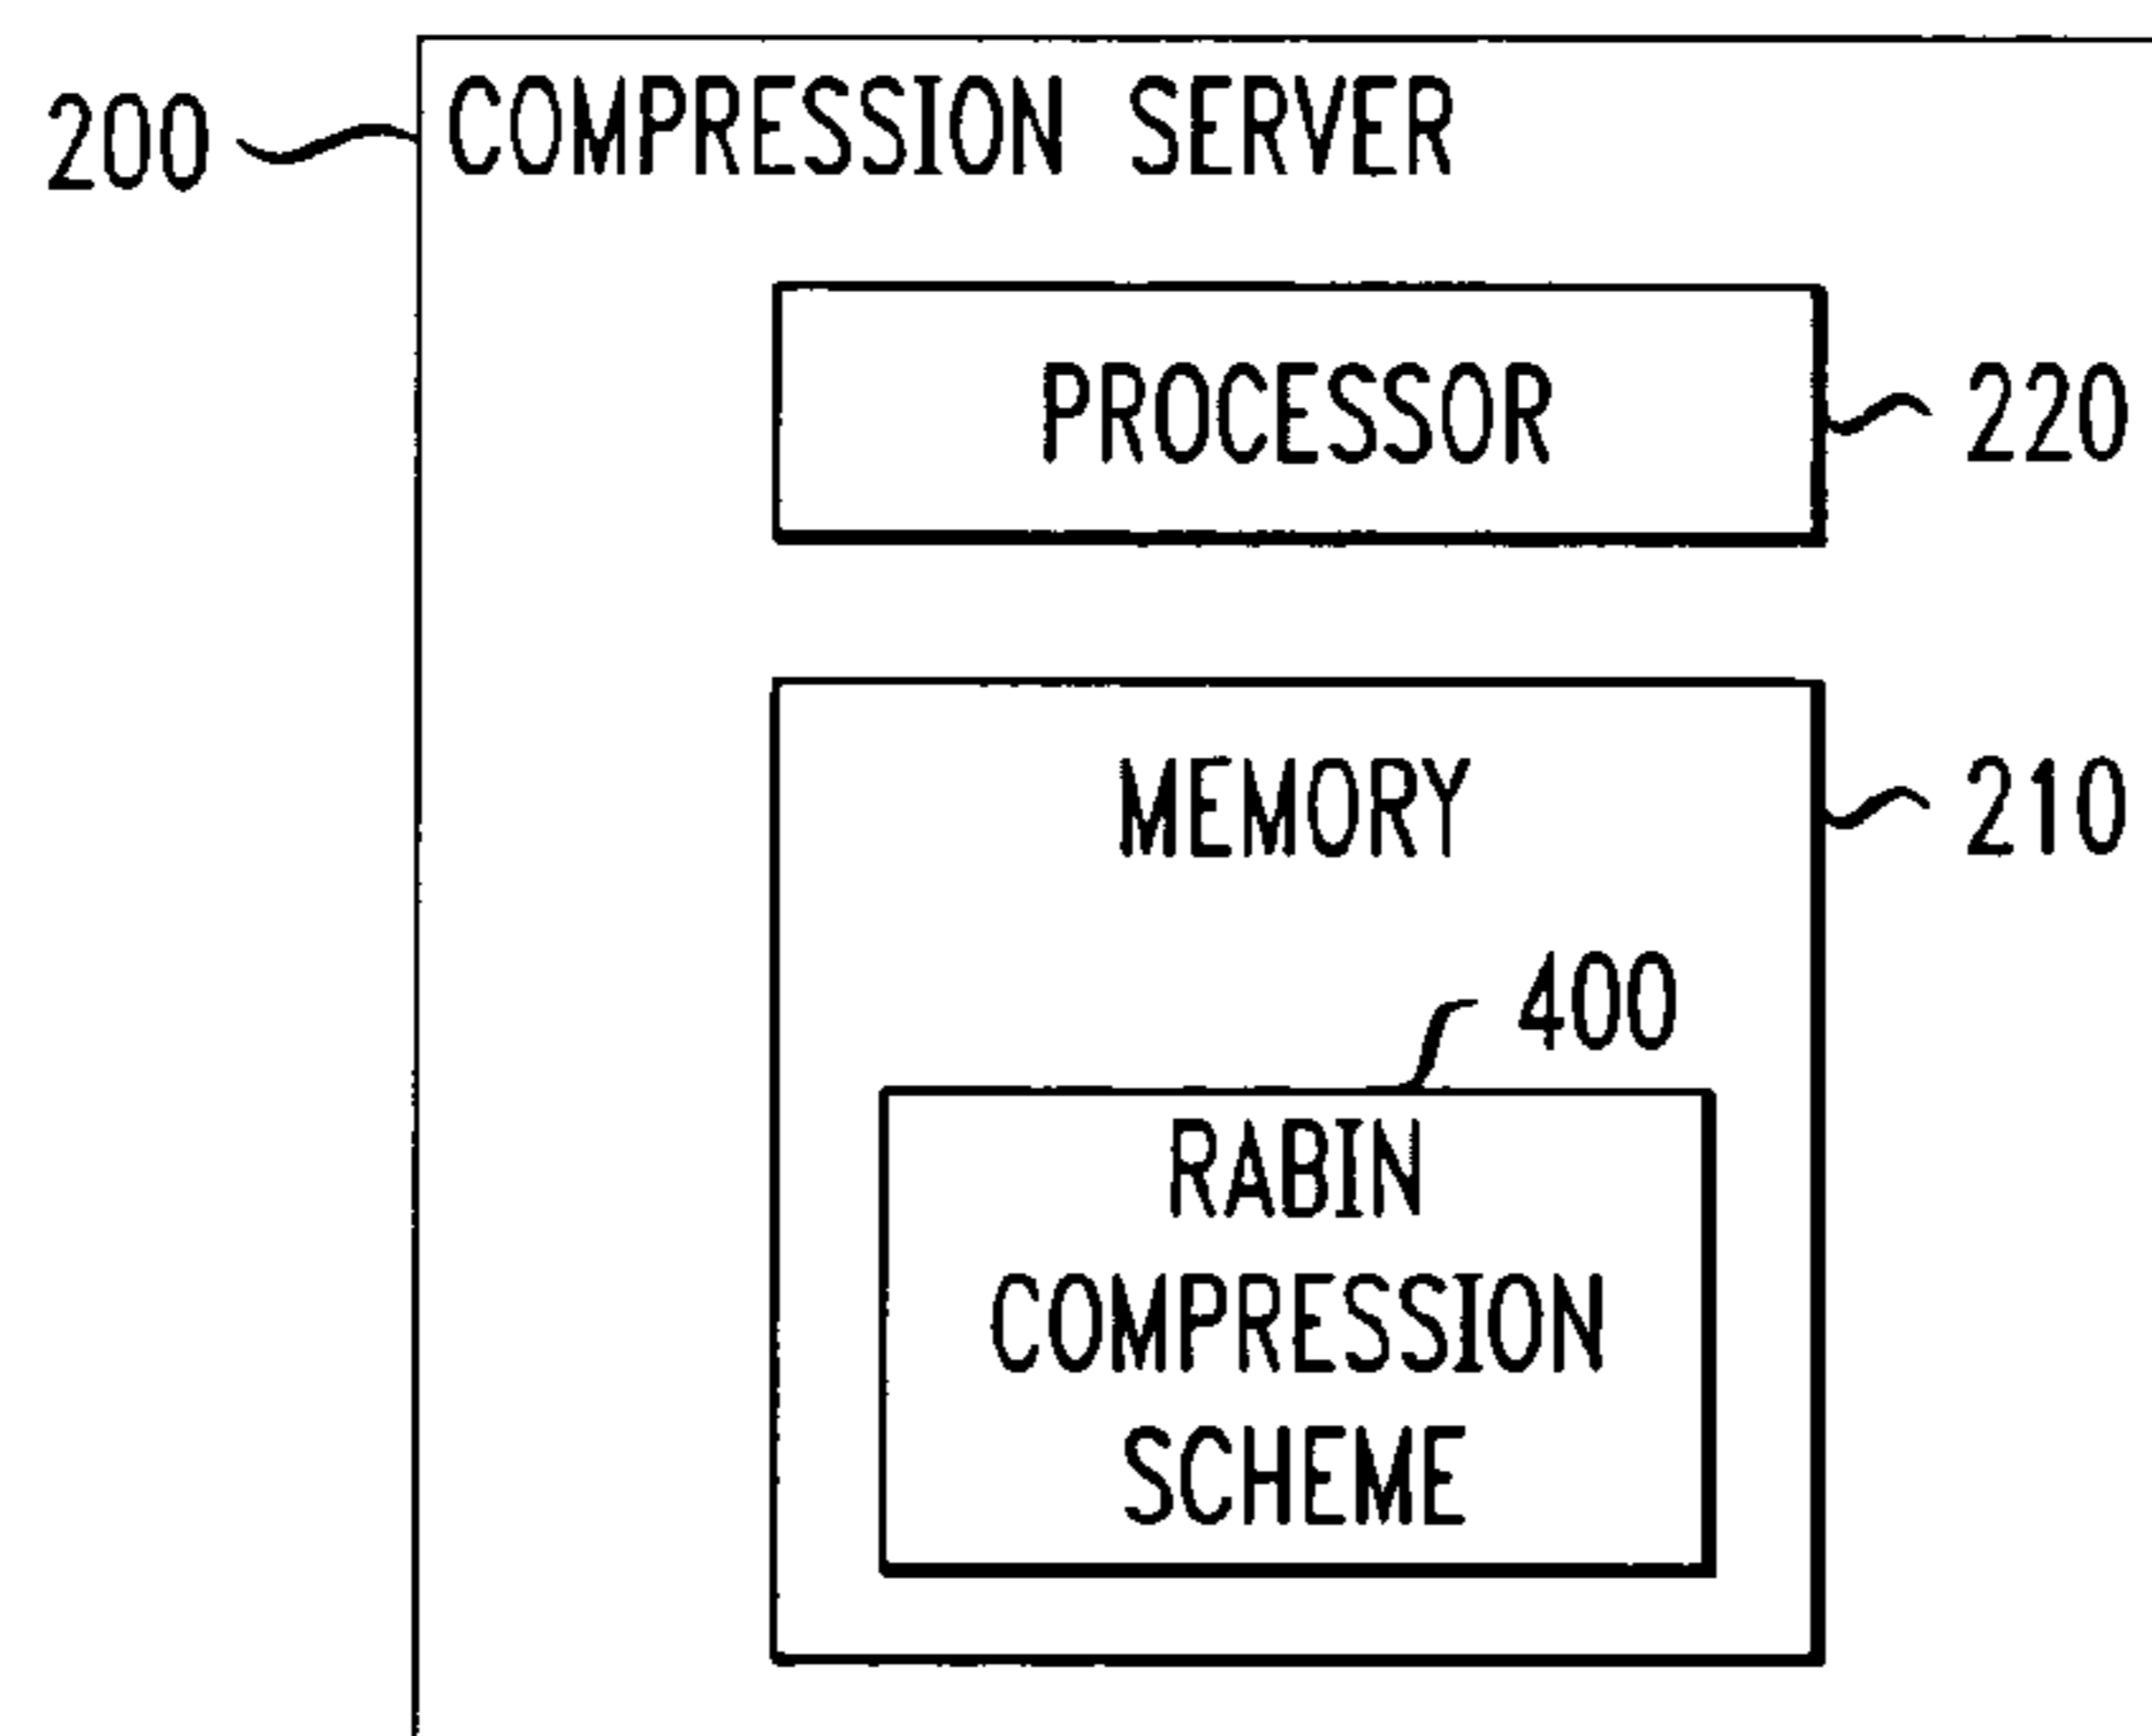 200 COMPRESSION SERVER
PROCESSOR 220
MEMORY 210
400
RABIN
COMPRESSION
SCHEME